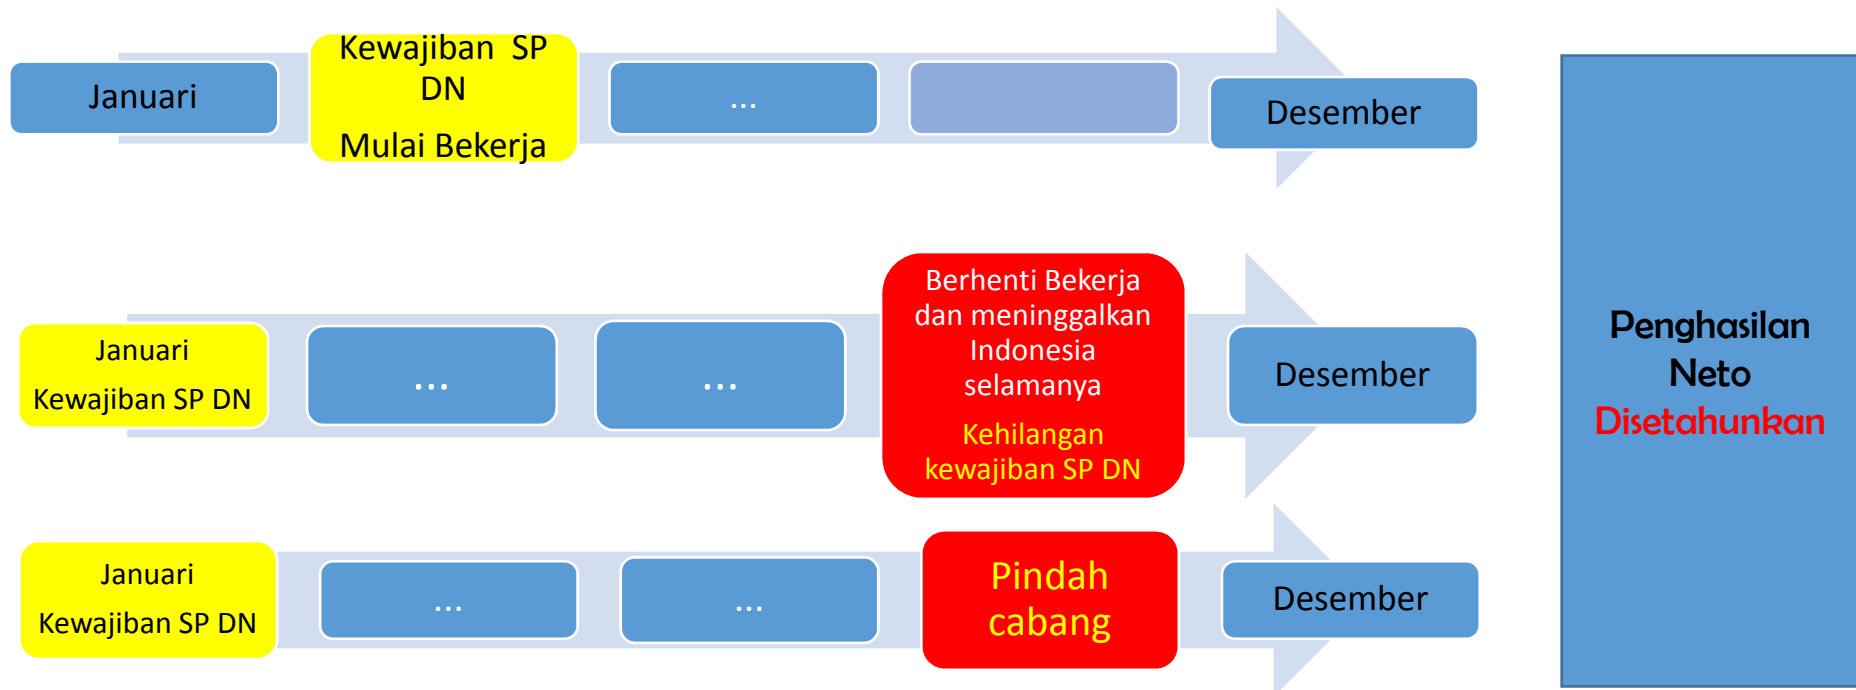 Januari
Kewajiban SP
DN
Mulai Bekerja
...
Desember
Januari
Kewajiban SP DN
...
...
Berhenti Bekerja
dan meninggalkan
Indonesia
selamanya
Kehilangan
kewajiban SP DN
Desember
Januari
Kewajiban SP DN
...
...
Pindah
cabang
Desember
Penghasilan
Neto
Disetahunkan